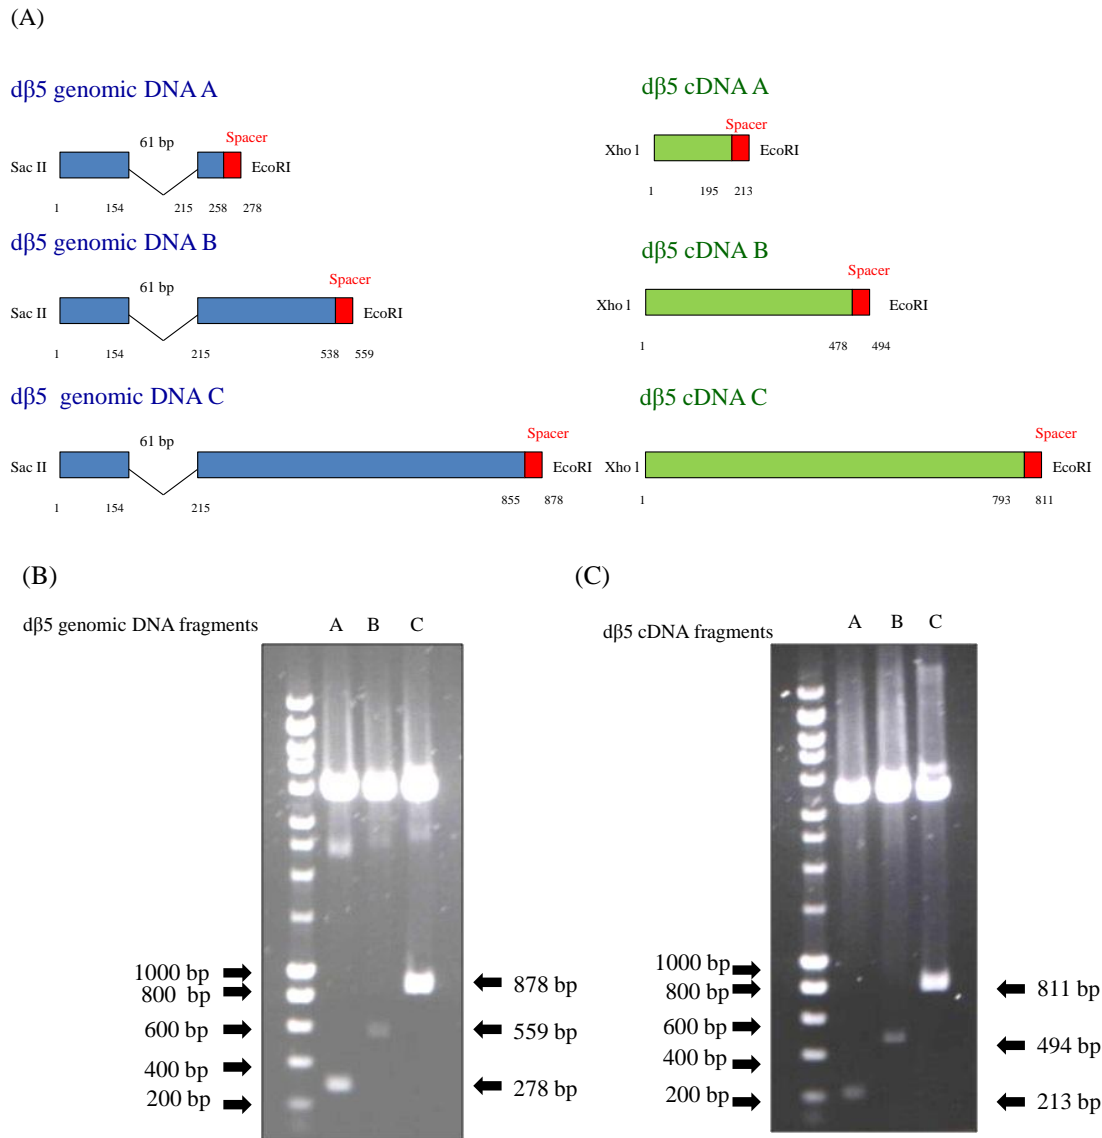 (A)
dβ5 genomic DNA A
61 bp
Spacer
Sac II
EcoRI
1 154 215 258 278
dβ5 genomic DNA B
61 bp
Spacer
Sac II
EcoRI
1 154 215 538 559
dβ5 genomic DNA C
61 bp
Spacer
Sac II
EcoRI
1 154 215 855 878
dβ5 cDNA A
Spacer
Xho l
EcoRI
1 195 213
dβ5 cDNA B
Spacer
Xho l
EcoRI
1 478 494
dβ5 cDNA C
Spacer
Xho l
EcoRI
1 793 811
(B)
dβ5 genomic DNA fragments A B C
1000 bp
800 bp
600 bp
400 bp
200 bp
878 bp
559 bp
278 bp
(C)
dβ5 cDNA fragments A B C
1000 bp
800 bp
600 bp
400 bp
200 bp
811 bp
494 bp
213 bp